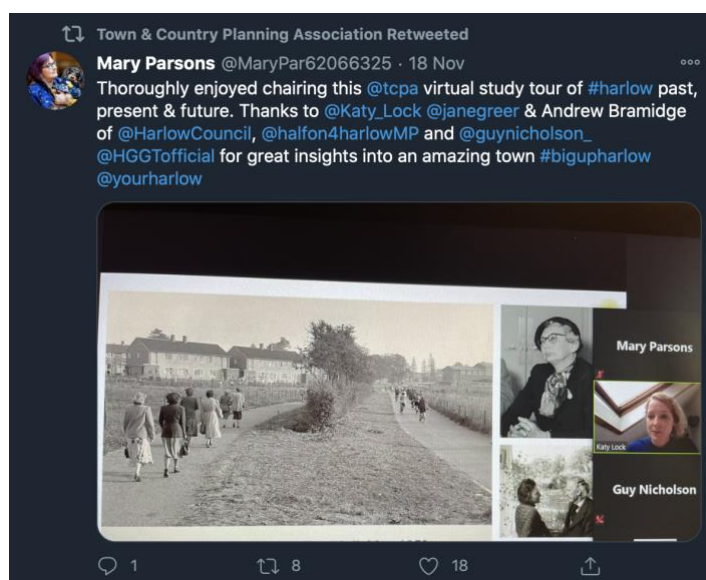 Town & Country Planning Association Retweeted
Mary Parsons @MaryPar62066325 · 18 Nov
Thoroughly enjoyed chairing this @tcpa virtual study tour of #harlow past,
present & future. Thanks to @Katy_Lock @janegreer & Andrew Bramidge
of @HarlowCouncil, @halfon4harlowMP and @guynicholson_
@HGGTofficial for great insights into an amazing town #bigupharlow
@yourharlow
Mary Parsons
Katy Lock
Guy Nicholson
1 8 18